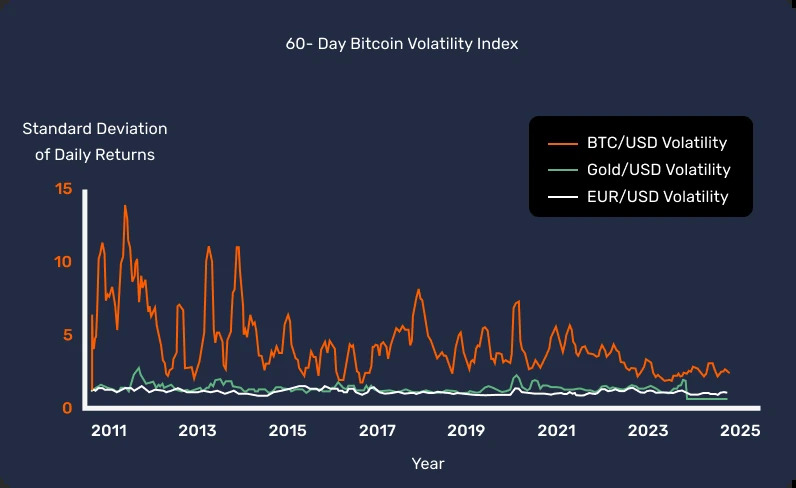 60- Day Bitcoin Volatility Index
Standard Deviation
of Daily Returns
BTC/USD Volatility
Gold/USD Volatility
EUR/USD Volatility
15
10
5
0
2011 2013 2015 2017 2019 2021 2023 2025
Year